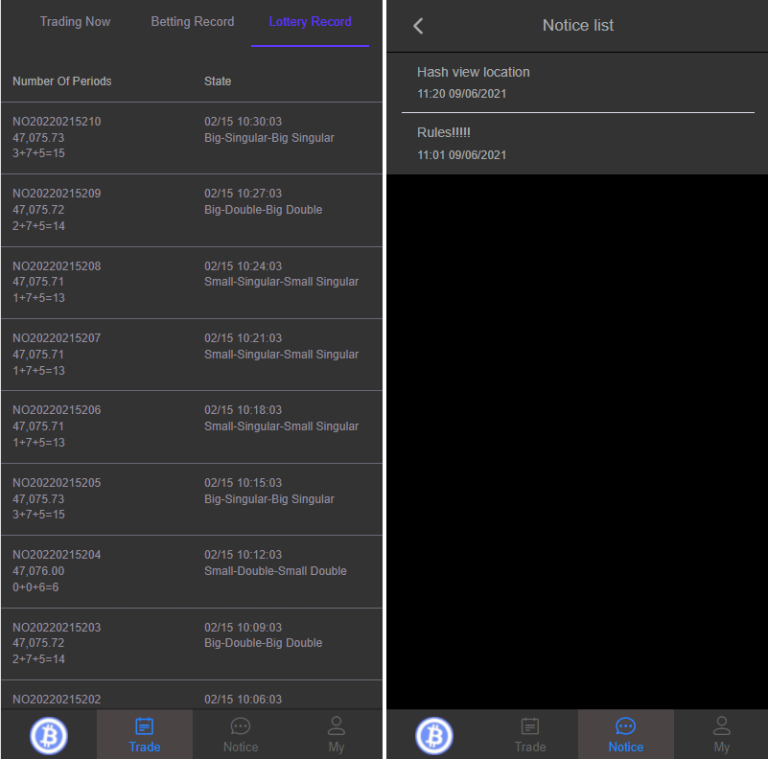 Trading Now Betting Record Lottery Record
Number Of Periods State
NO20220215210 02/15 10:30:03
47,075.73 Big-Singular-Big Singular
3+7+5=15
NO20220215209 02/15 10:27:03
47,075.72 Big-Double-Big Double
2+7+5=14
NO20220215208 02/15 10:24:03
47,075.71 Small-Singular-Small Singular
1+7+5=13
NO20220215207 02/15 10:21:03
47,075.71 Small-Singular-Small Singular
1+7+5=13
NO20220215206 02/15 10:18:03
47,075.71 Small-Singular-Small Singular
1+7+5=13
NO20220215205 02/15 10:15:03
47,075.73 Big-Singular-Big Singular
3+7+5=15
NO20220215204 02/15 10:12:03
47,076.00 Small-Double-Small Double
0+0+6=6
NO20220215203 02/15 10:09:03
47,075.72 Big-Double-Big Double
2+7+5=14
NO20220215202 02/15 10:06:03
Trade Notice My
Notice list
Hash view location
11:20 09/06/2021
Rules!!!!!
11:01 09/06/2021
Trade Notice My